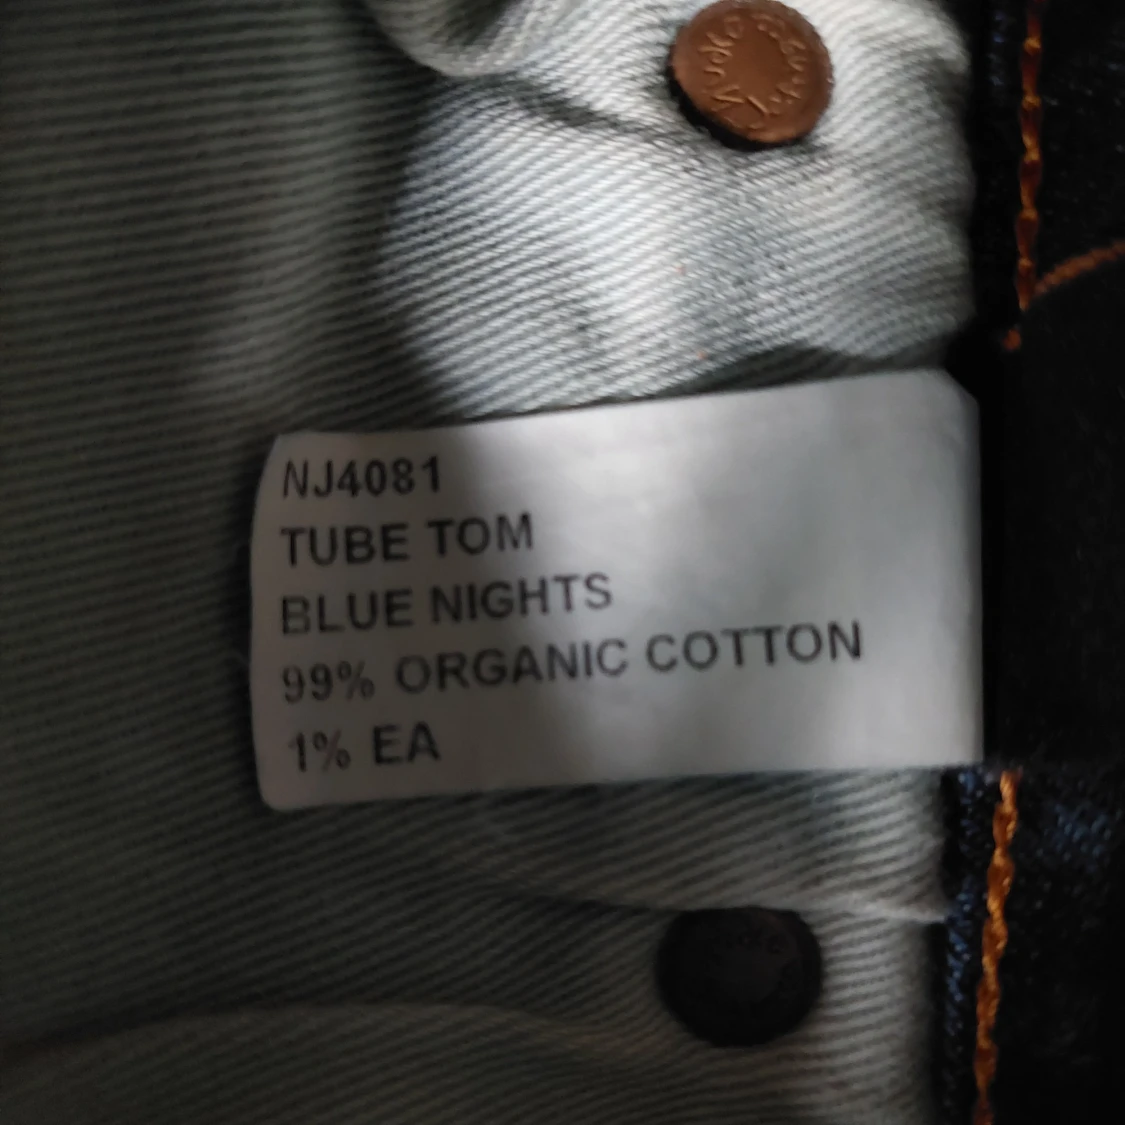 NJ4081
TUBE TOM
BLUE NIGHTS
99% ORGANIC COTTON
1% EA